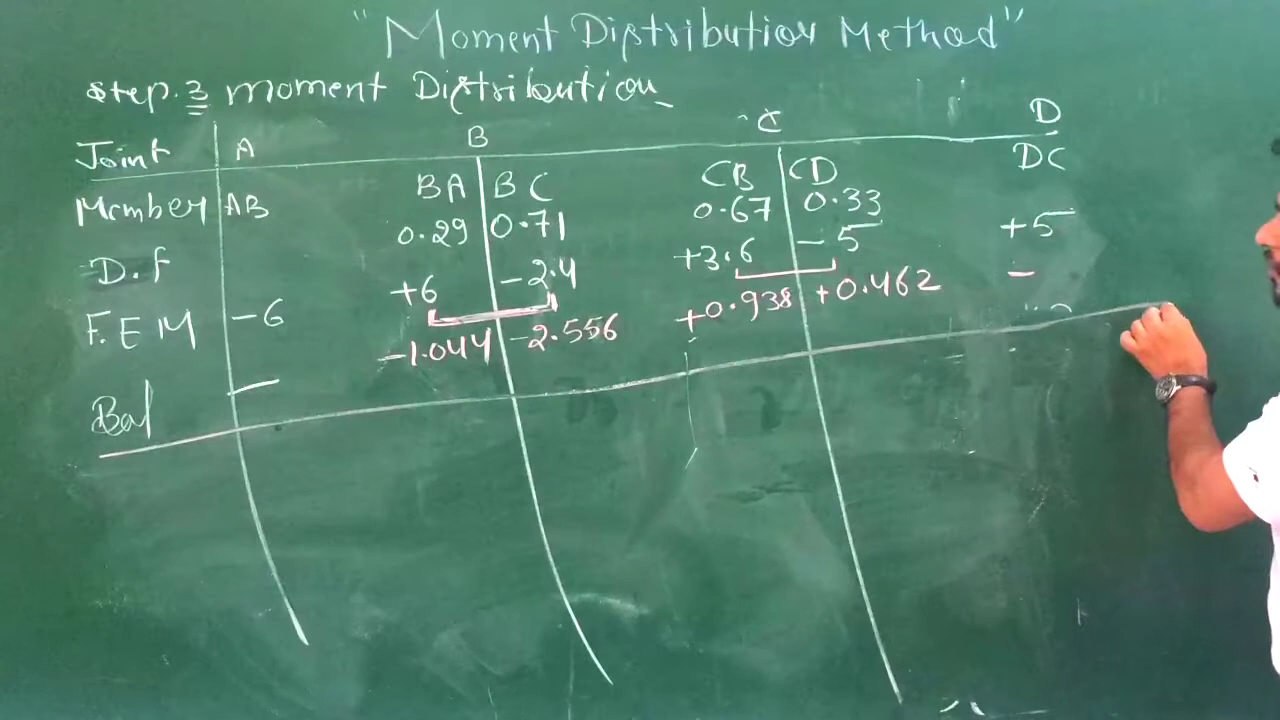 "Moment Distribution Method"
Step.3 moment Distribution
Joint A B C D
Member AB BA BC CB CD DC
D.F 0.29 0.71 0.67 0.33
F.E M -6 +6 -2.4 +3.6 -5 +5
Bal — -1.044 -2.556 +0.938 +0.462 —